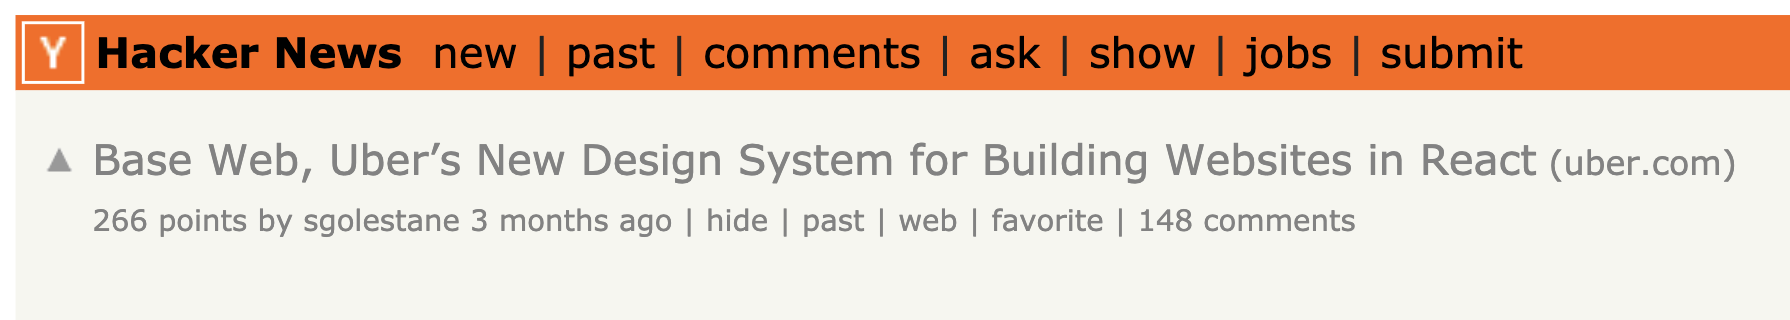 Y Hacker News new | past | comments | ask | show | jobs | submit
▲ Base Web, Uber’s New Design System for Building Websites in React (uber.com)
266 points by sgolestane 3 months ago | hide | past | web | favorite | 148 comments